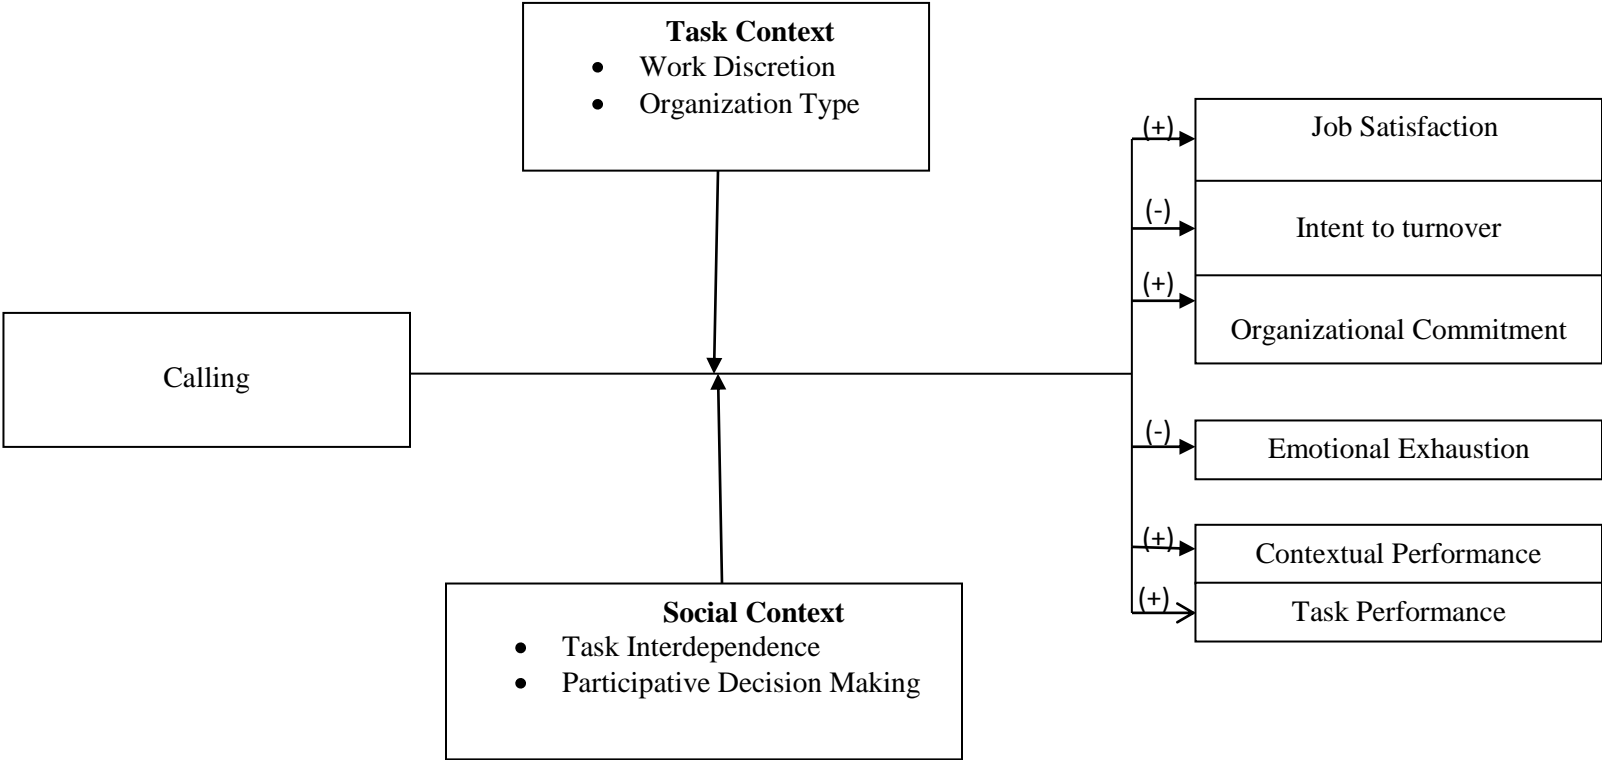 Task Context
• Work Discretion
• Organization Type
(+)
Job Satisfaction
(-)
Intent to turnover
(+)
Organizational Commitment
Calling
(-)
Emotional Exhaustion
(+)
Contextual Performance
(+)
Task Performance
Social Context
• Task Interdependence
• Participative Decision Making